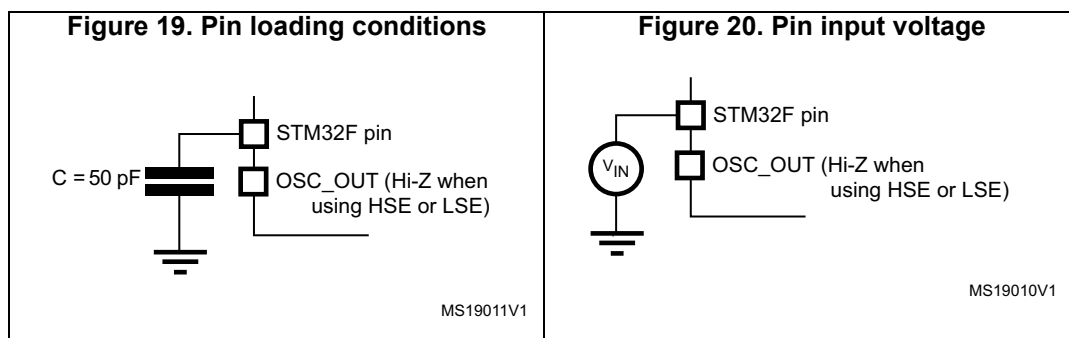 Figure 19. Pin loading conditions
STM32F pin
C = 50 pF
OSC_OUT (Hi-Z when
using HSE or LSE)
MS19011V1
Figure 20. Pin input voltage
STM32F pin
VIN
OSC_OUT (Hi-Z when
using HSE or LSE)
MS19010V1